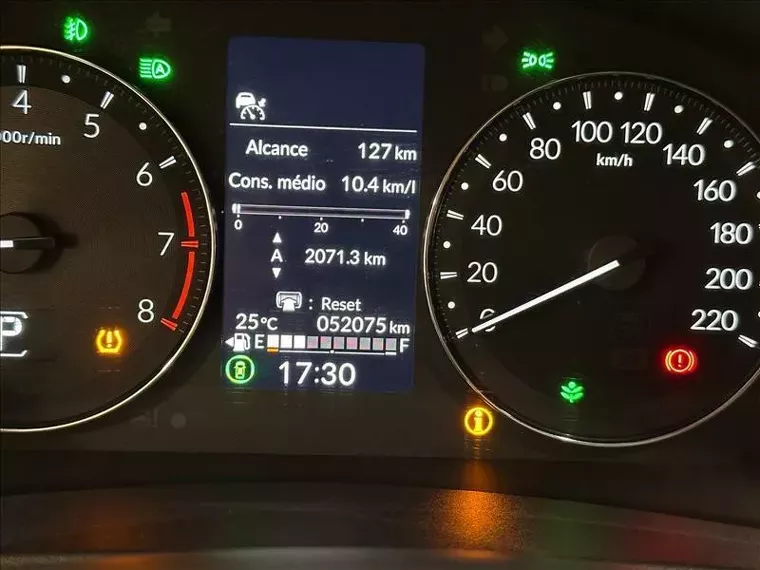 4
5
6
7
8
000r/min
P
A
Alcance 127 km
Cons. médio 10.4 km/l
0 20 40
A 2071.3 km
: Reset
25°C 052075 km
E F
17:30
0
20
40
60
80
100
120
140
160
180
200
220
km/h